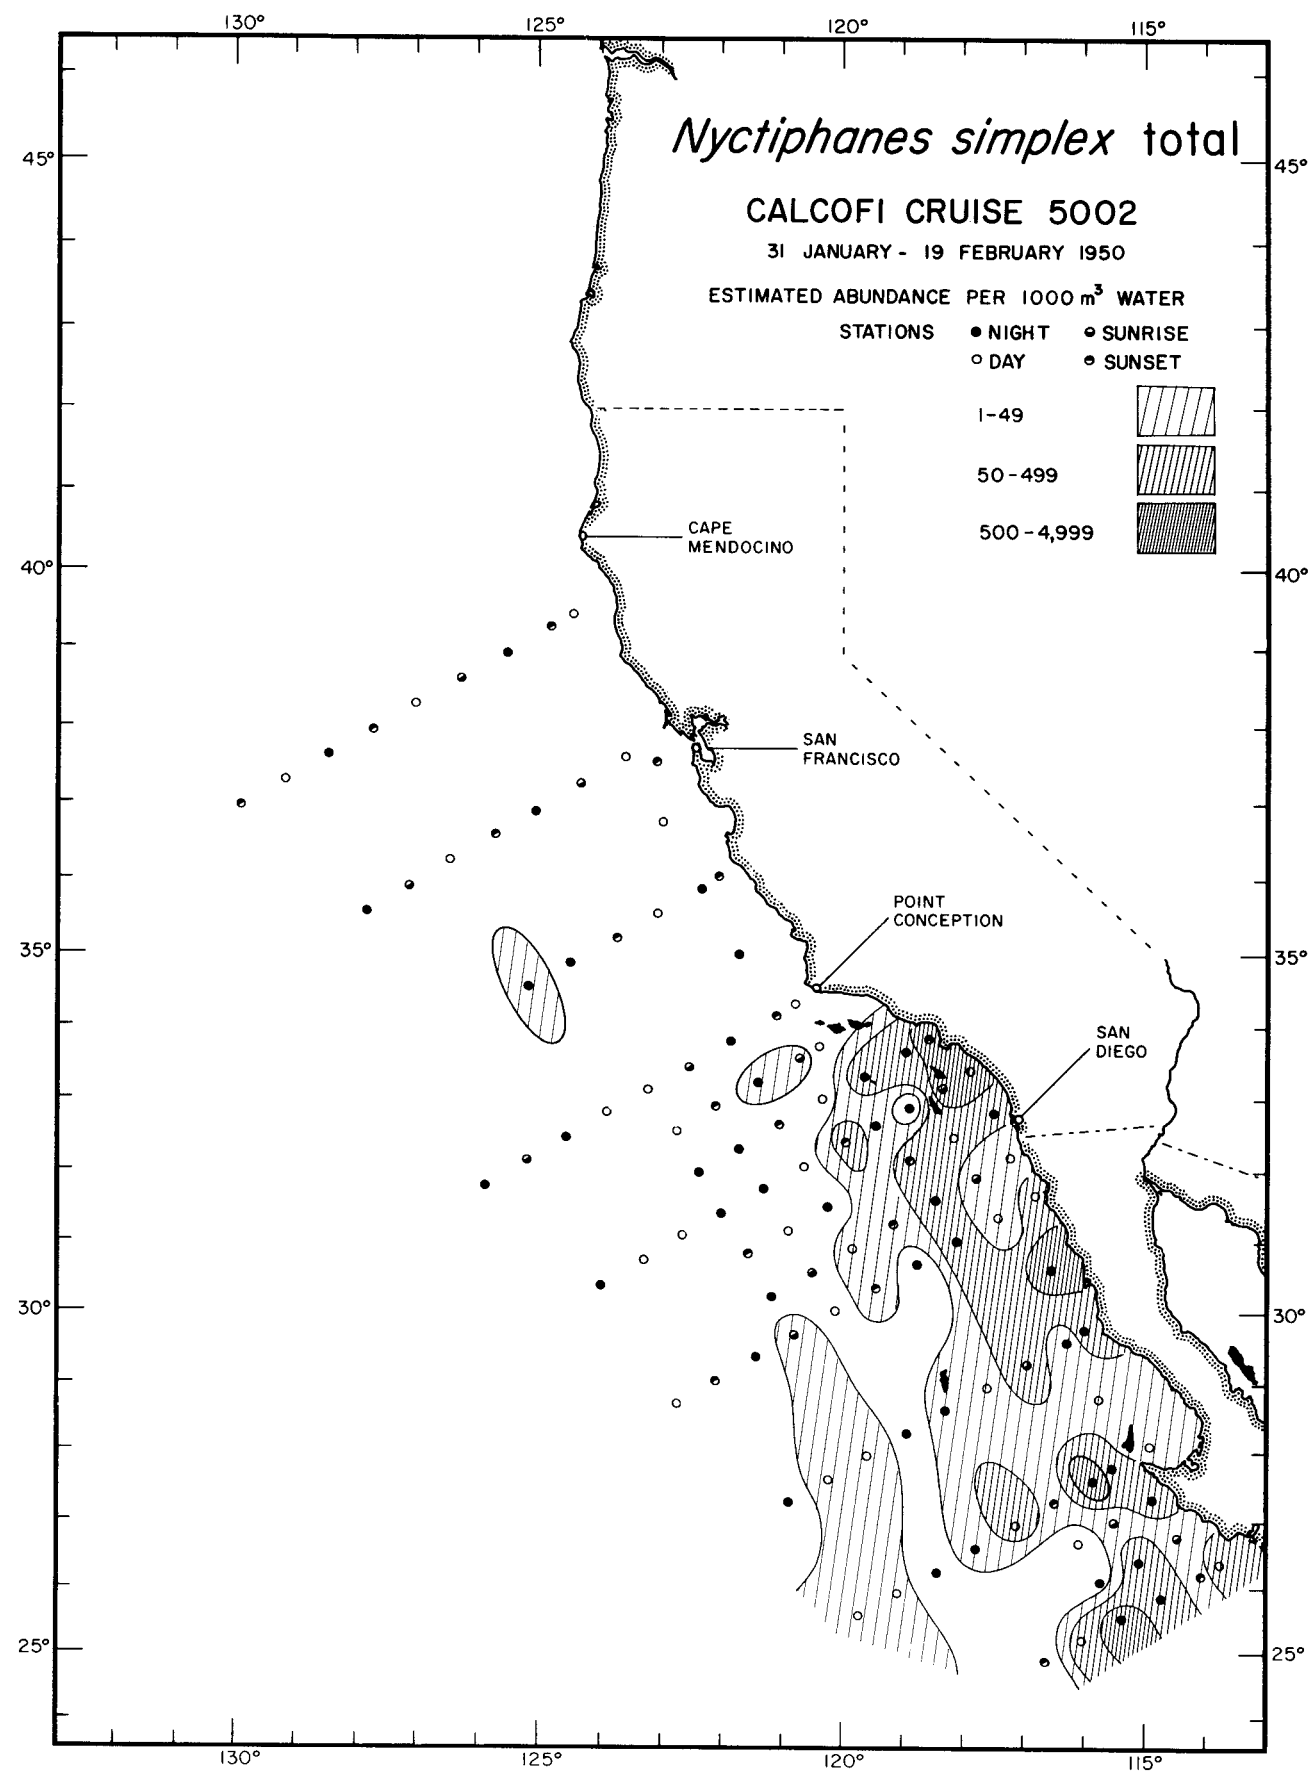 130° 125° 120° 115°
Nyctiphanes simplex total
45° 45°
CALCOFI CRUISE 5002
31 JANUARY - 19 FEBRUARY 1950
ESTIMATED ABUNDANCE PER 1000 m³ WATER
STATIONS ● NIGHT SUNRISE
○ DAY SUNSET
1-49
50-499
500-4,999
CAPE
MENDOCINO
40° 40°
SAN
FRANCISCO
POINT
CONCEPTION
35° 35°
SAN
DIEGO
30° 30°
25° 25°
130° 125° 120° 115°